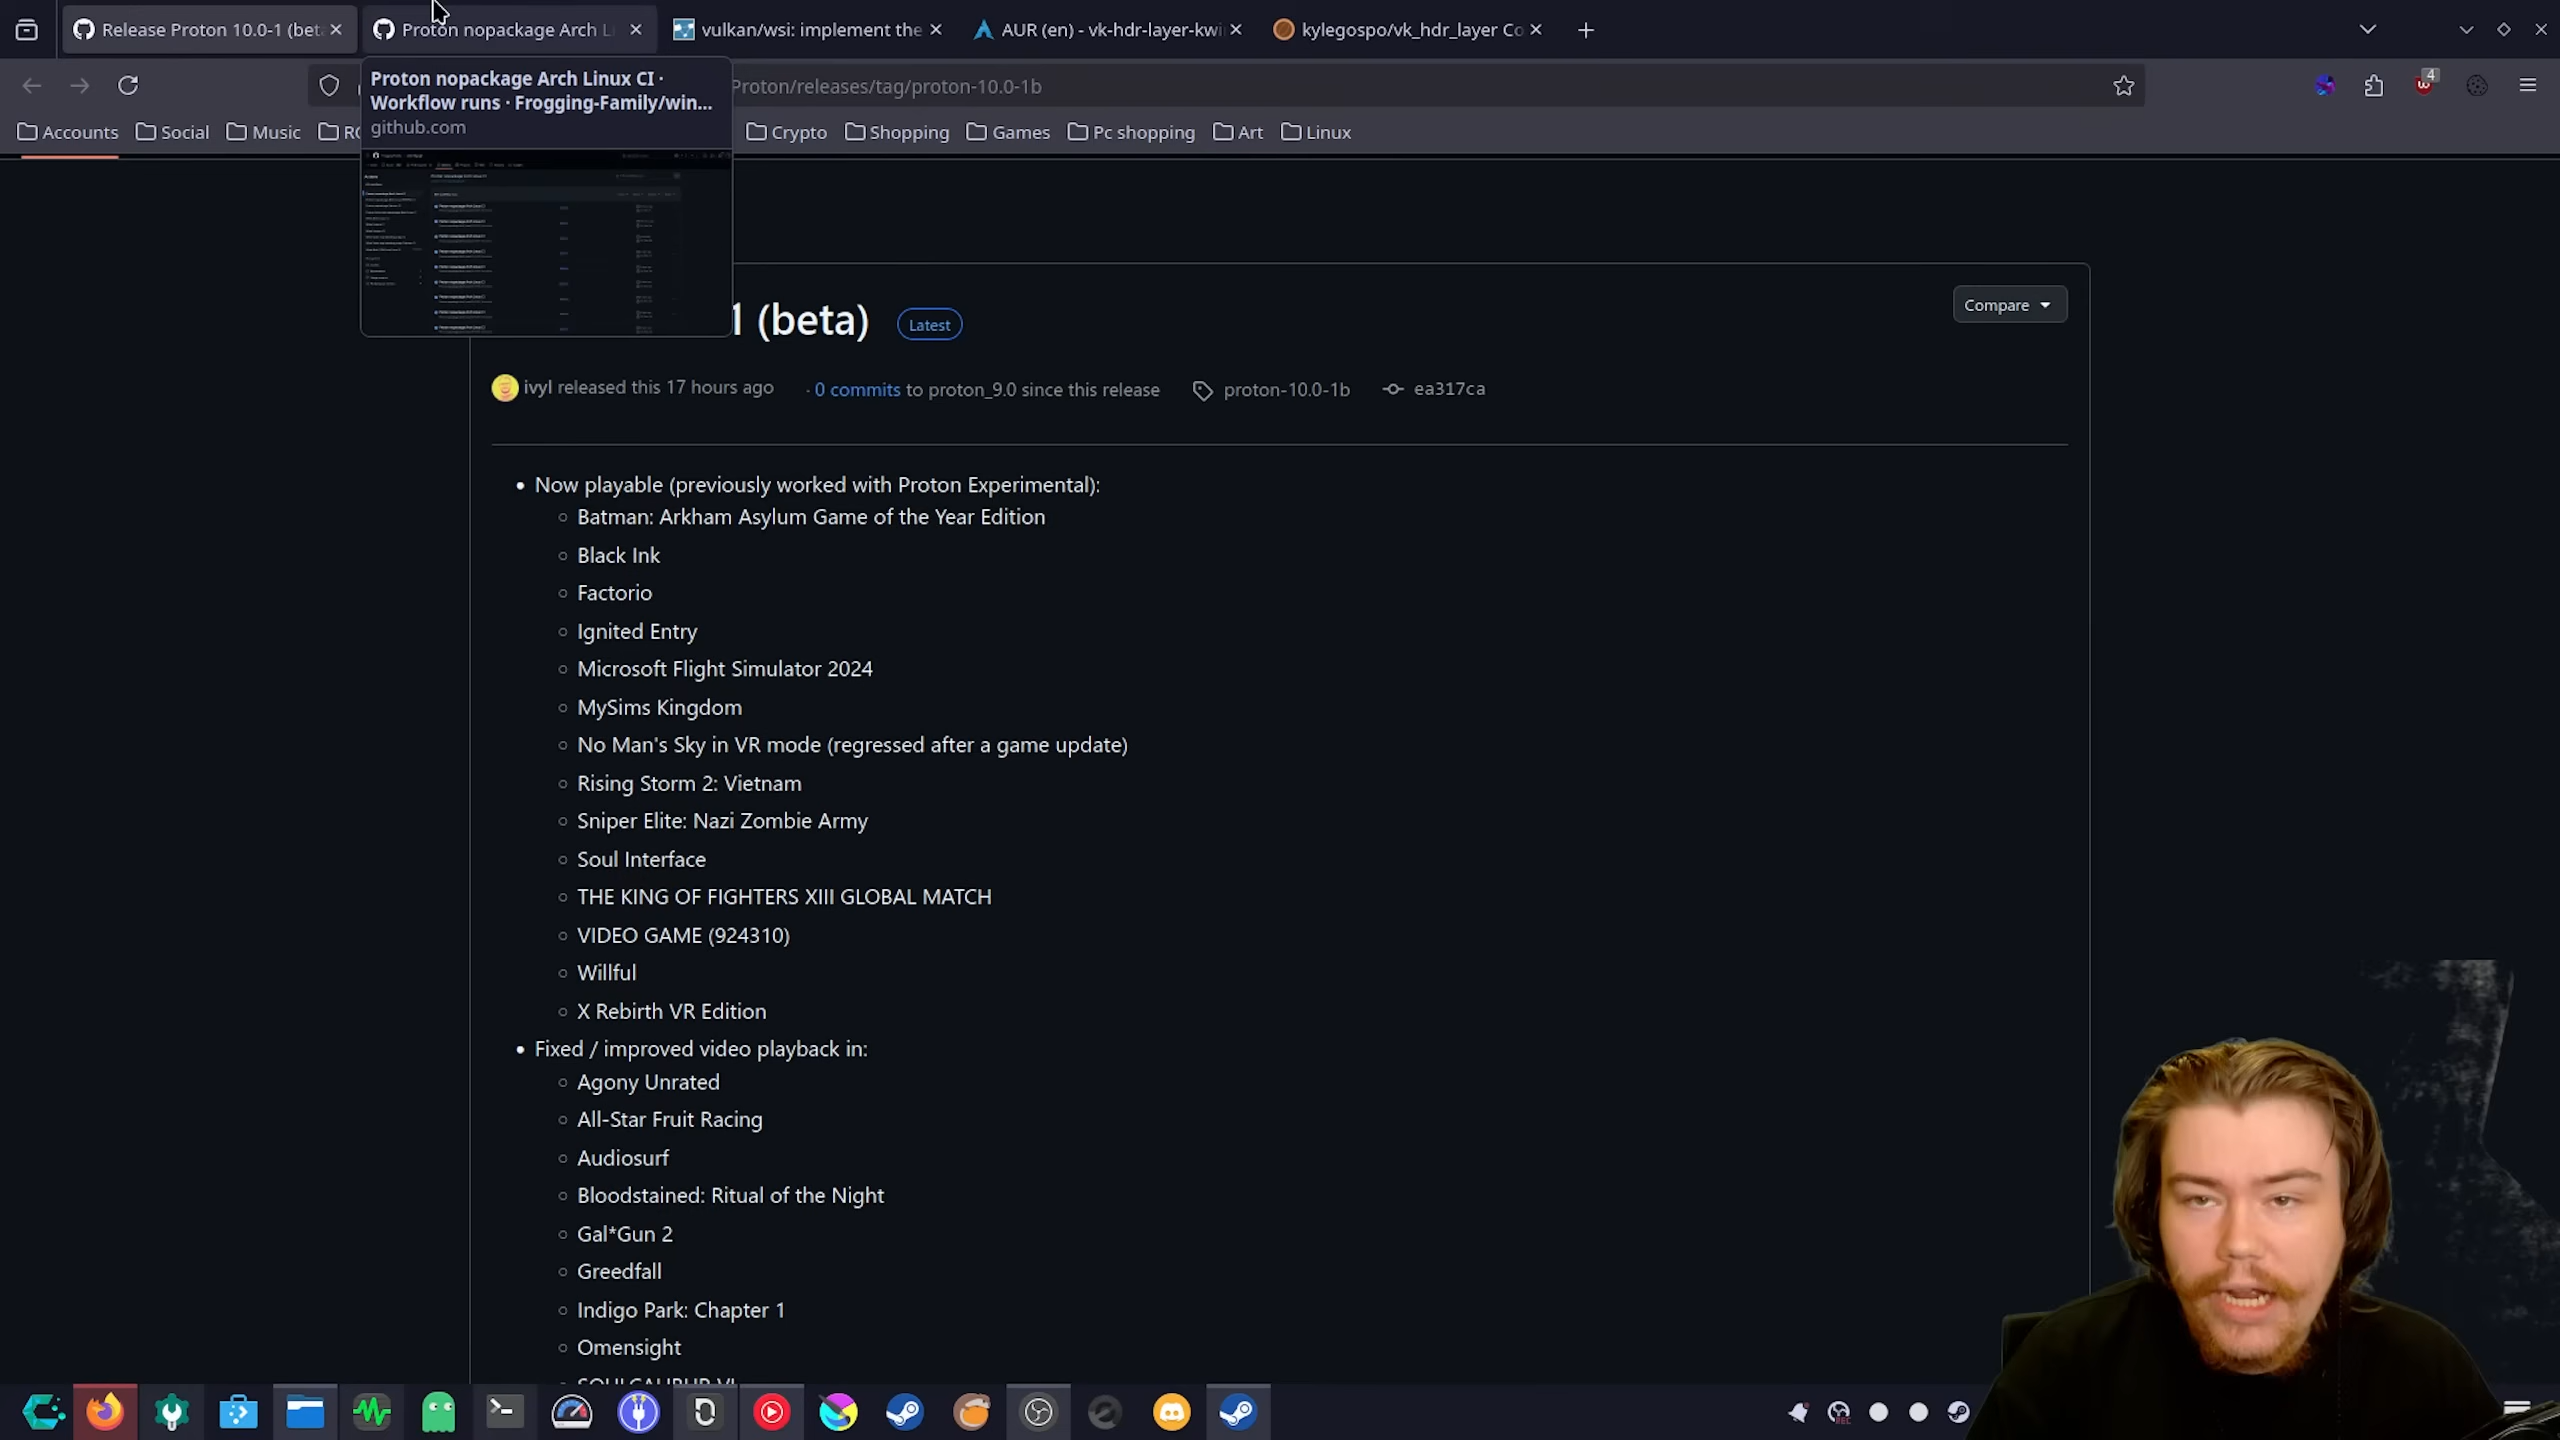 Release Proton 10.0-1 (beta
Proton nopackage Arch Li
vulkan/wsi: implement the
AUR (en) - vk-hdr-layer-kwi
kylegospo/vk_hdr_layer Co
Proton/releases/tag/proton-10.0-1b
4
Accounts
Social
Music
RO
Crypto
Shopping
Games
Pc shopping
Art
Linux
Proton nopackage Arch Linux CI ·
Workflow runs · Frogging-Family/win...
github.com
1 (beta)
Latest
Compare
ivyl released this 17 hours ago
· 0 commits to proton_9.0 since this release
proton-10.0-1b
ea317ca
• Now playable (previously worked with Proton Experimental):
Batman: Arkham Asylum Game of the Year Edition
Black Ink
Factorio
Ignited Entry
Microsoft Flight Simulator 2024
MySims Kingdom
No Man's Sky in VR mode (regressed after a game update)
Rising Storm 2: Vietnam
Sniper Elite: Nazi Zombie Army
Soul Interface
THE KING OF FIGHTERS XIII GLOBAL MATCH
VIDEO GAME (924310)
Willful
X Rebirth VR Edition
• Fixed / improved video playback in:
Agony Unrated
All-Star Fruit Racing
Audiosurf
Bloodstained: Ritual of the Night
Gal*Gun 2
Greedfall
Indigo Park: Chapter 1
Omensight
SOULCALIBUR VI